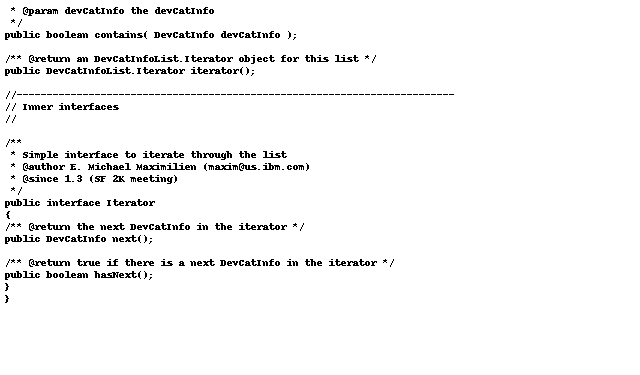 * @param devCatInfo the devCatInfo
*/
public boolean contains( DevCatInfo devCatInfo );
/** @return an DevCatInfoList.Iterator object for this list */
public DevCatInfoList.Iterator iterator();
//-------------------------------------------------------------------------
// Inner interfaces
//
/**
* Simple interface to iterate through the list
* @author E. Michael Maximilien (maxim@us.ibm.com)
* @since 1.3 (SF 2K meeting)
*/
public interface Iterator
{
/** @return the next DevCatInfo in the iterator */
public DevCatInfo next();
/** @return true if there is a next DevCatInfo in the iterator */
public boolean hasNext();
}
}